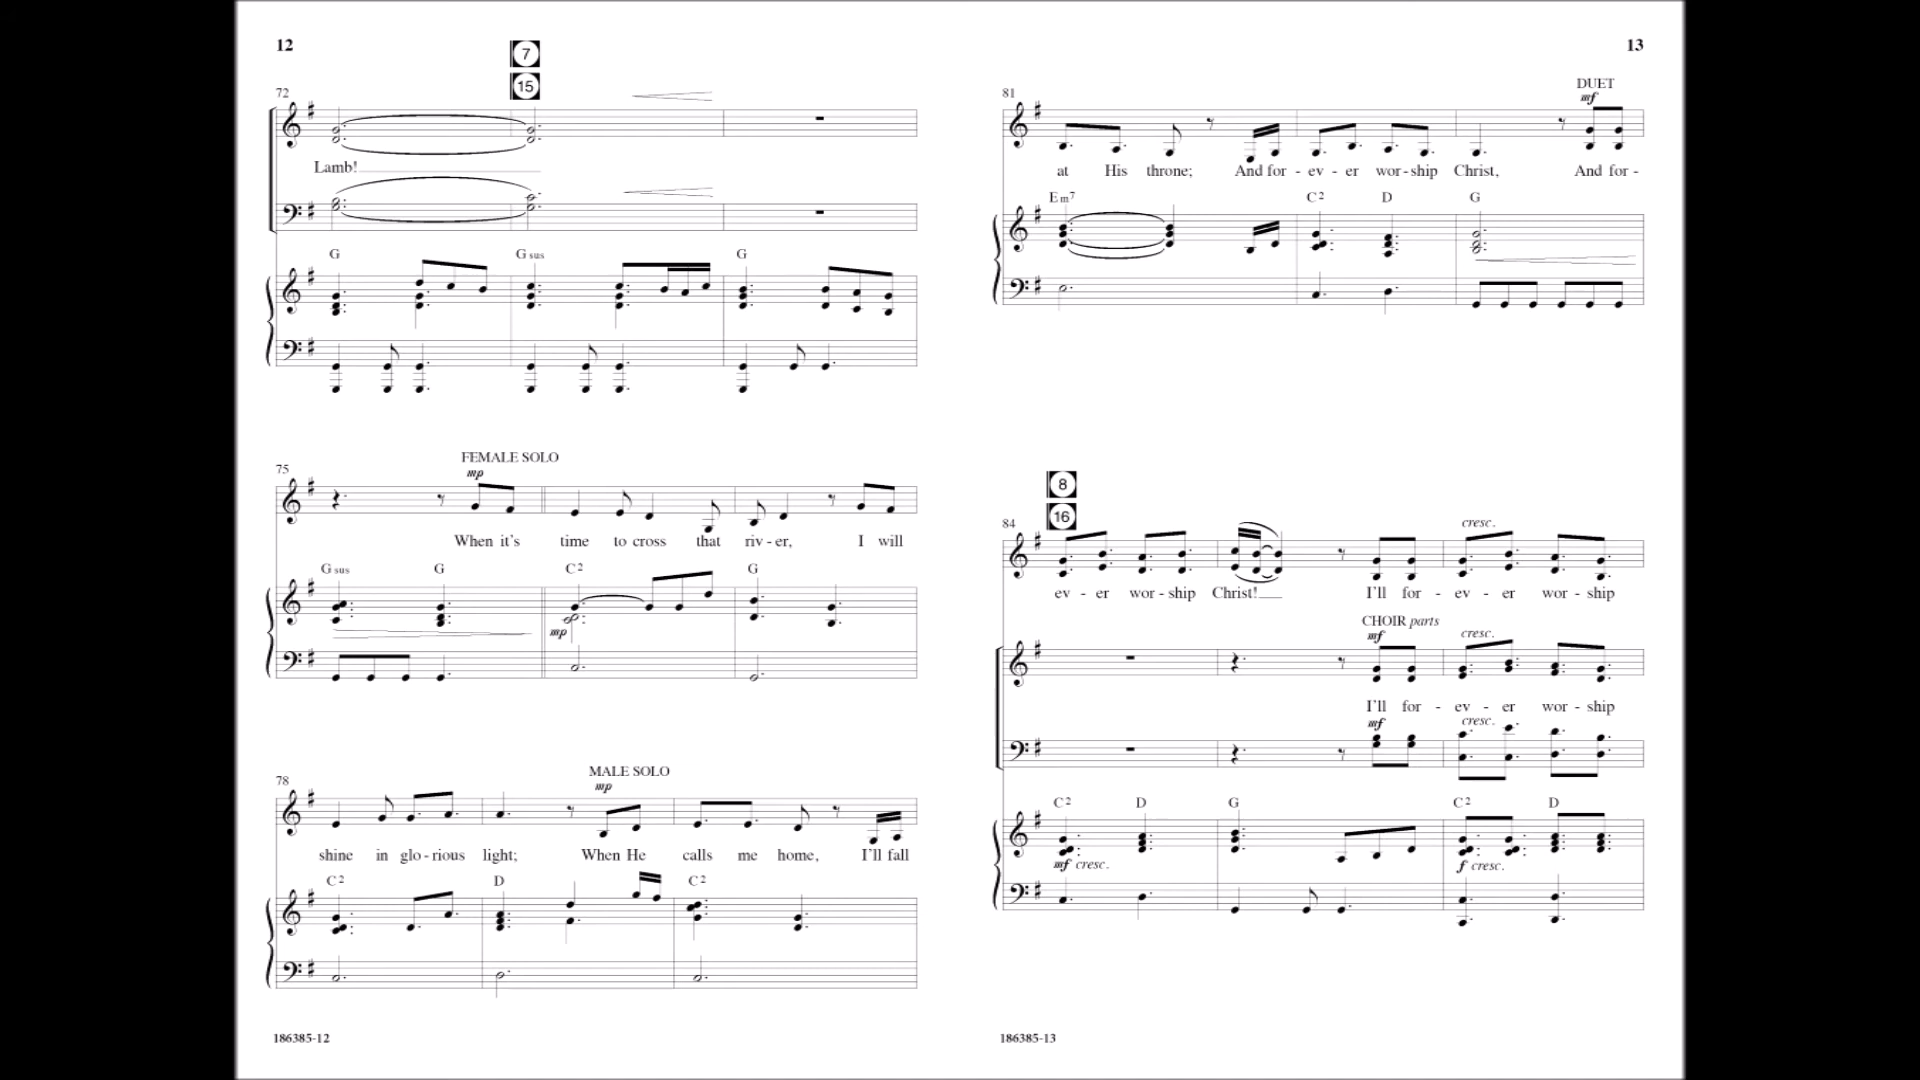 12
7
15
72
Lamb!
G G sus G
75
FEMALE SOLO
mp
When it's time to cross that riv - er, I will
G sus G C2 G
mp
78
MALE SOLO
mp
shine in glo - rious light; When He calls me home, I'll fall
C2 D C2
186385-12
13
81
DUET
mf
at His throne; And for - ev - er wor - ship Christ, And for -
Em7 C2 D G
8
16
84
cresc.
ev - er wor - ship Christ! I'll for - ev - er wor - ship
CHOIR parts
mf cresc.
I'll for - ev - er wor - ship
mf cresc.
C2 D G C2 D
mf cresc. f cresc.
186385-13